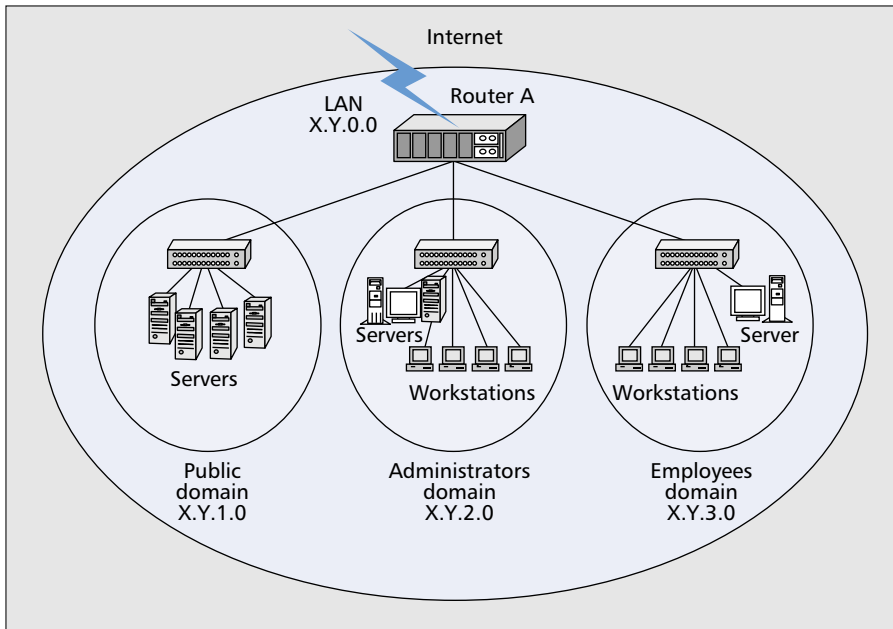 Internet
LAN
X.Y.0.0
Router A
Servers
Public
domain
X.Y.1.0
Servers
Workstations
Administrators
domain
X.Y.2.0
Server
Workstations
Employees
domain
X.Y.3.0